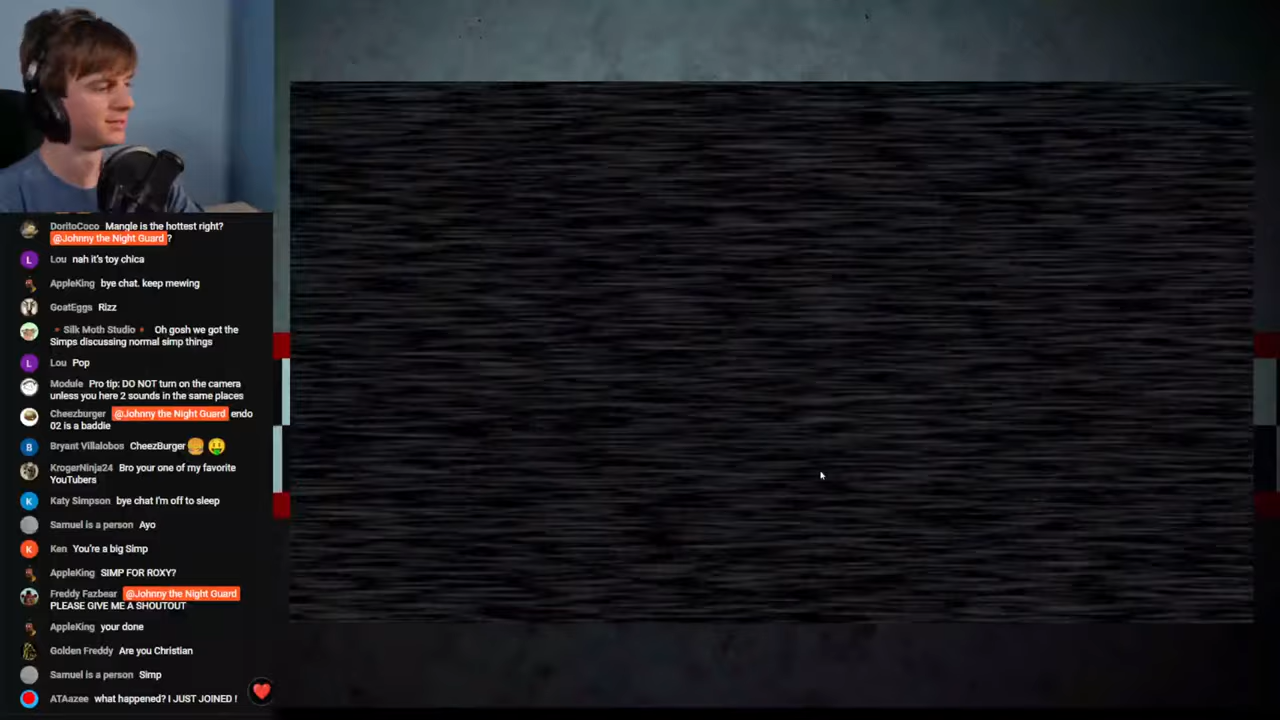 DoritoCoco Mangle is the hottest right?
@Johnny the Night Guard ?
L Lou nah it's toy chica
AppleKing bye chat. keep mewing
GoatEggs Rizz
Silk Moth Studio Oh gosh we got the
Simps discussing normal simp things
L Lou Pop
Module Pro tip: DO NOT turn on the camera
unless you here 2 sounds in the same places
Cheezburger @Johnny the Night Guard endo
02 is a baddie
B Bryant Villalobos CheezBurger🍔 🤑
KrogerNinja24 Bro your one of my favorite
YouTubers
K Katy Simpson bye chat I'm off to sleep
Samuel is a person Ayo
K Ken You're a big Simp
AppleKing SIMP FOR ROXY?
Freddy Fazbear @Johnny the Night Guard
PLEASE GIVE ME A SHOUTOUT
AppleKing your done
Golden Freddy Are you Christian
Samuel is a person Simp
ATAazee what happened? I JUST JOINED !